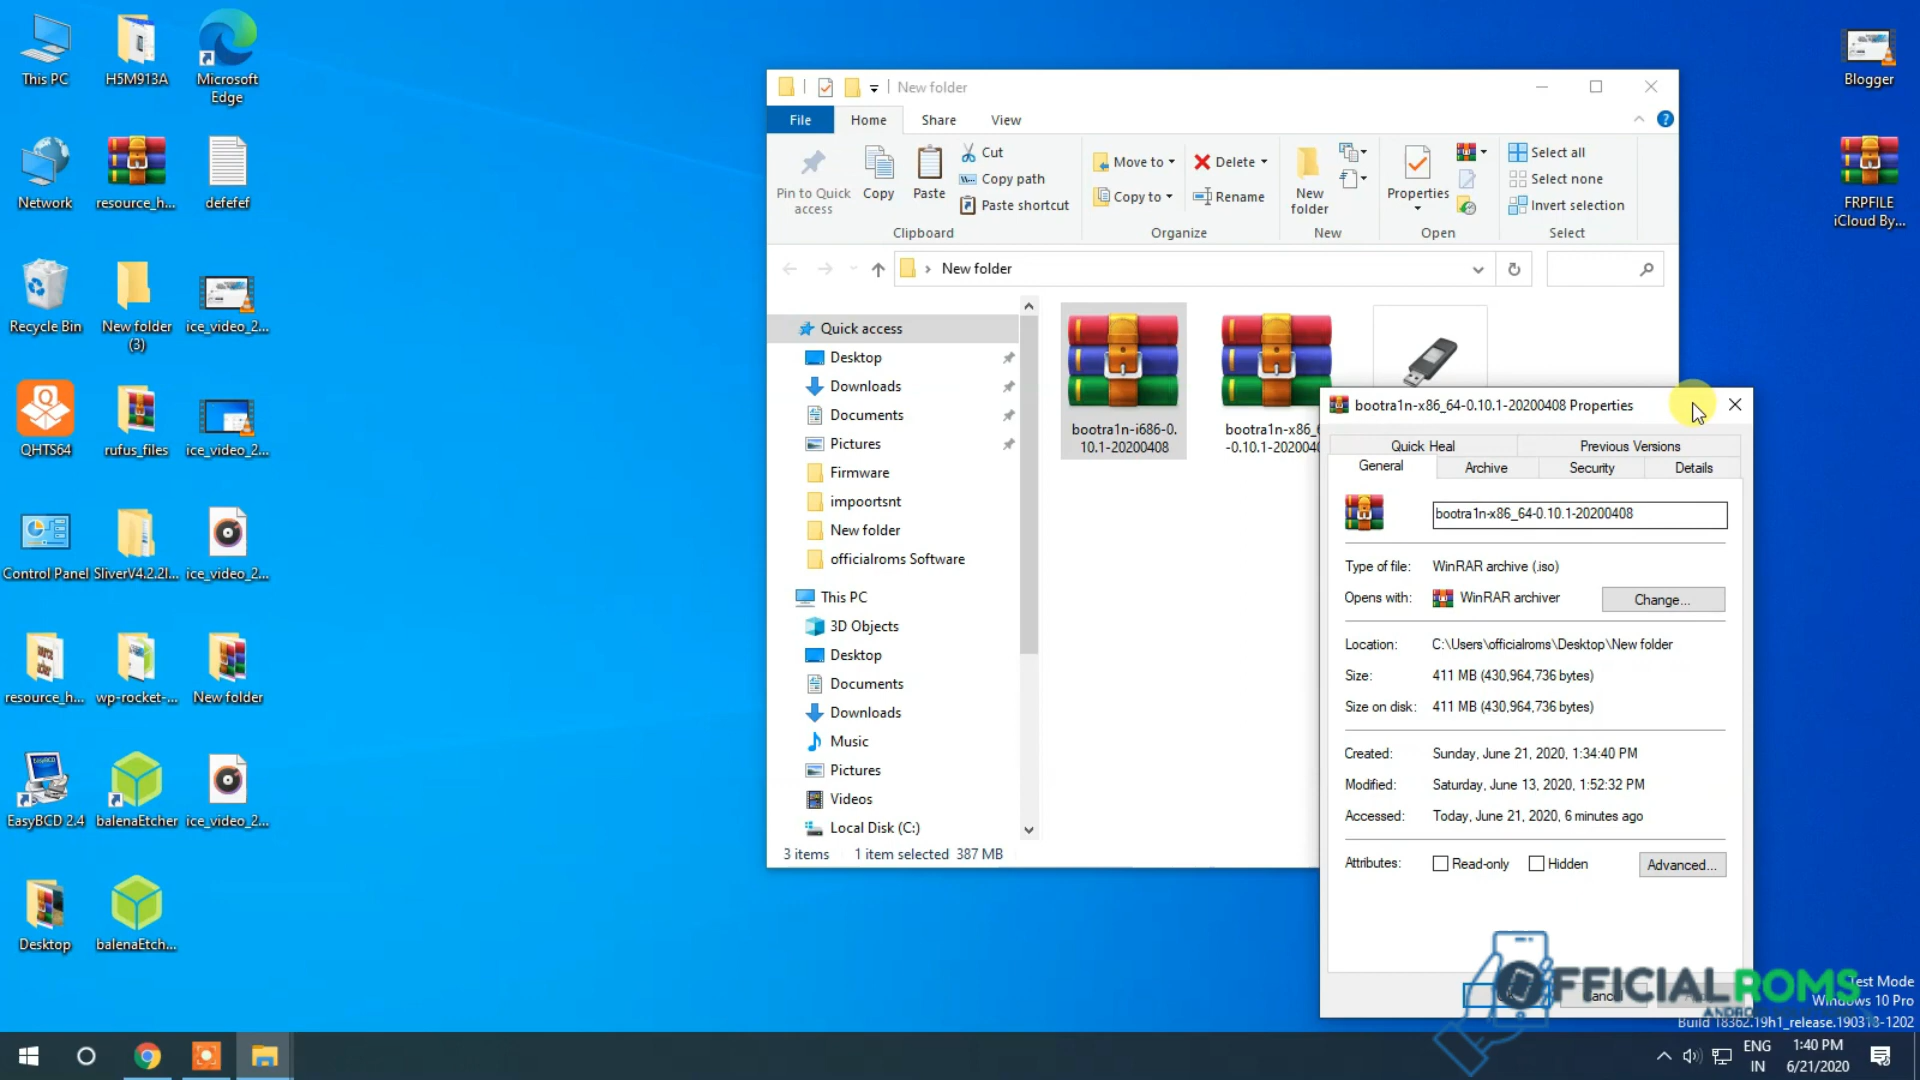 This PC
H5M913A
Microsoft
Edge
Network
resource_h...
defefef
Recycle Bin
New folder
(3)
ice_video_2...
QHTS64
rufus_files
ice_video_2...
Control Panel
SliverV4.2.2I...
ice_video_2...
resource_h...
wp-rocket-...
New folder
EasyBCD 2.4
balenaEtcher
ice_video_2...
Desktop
balenaEtch...
Blogger
FRPFILE
iCloud By...
New folder
File
Home
Share
View
Pin to Quick
access
Copy
Paste
Cut
Copy path
Paste shortcut
Clipboard
Move to
Copy to
Delete
Rename
Organize
New
folder
New
Properties
Open
Select all
Select none
Invert selection
Select
New folder
Quick access
Desktop
Downloads
Documents
Pictures
Firmware
impoortsnt
New folder
officialroms Software
This PC
3D Objects
Desktop
Documents
Downloads
Music
Pictures
Videos
Local Disk (C:)
bootra1n-i686-0.
10.1-20200408
bootra1n-x86_6
-0.10.1-2020040
3 items
1 item selected 387 MB
bootra1n-x86_64-0.10.1-20200408 Properties
Quick Heal
Previous Versions
General
Archive
Security
Details
bootra1n-x86_64-0.10.1-20200408
Type of file: WinRAR archive (.iso)
Opens with: WinRAR archiver
Change...
Location: C:\Users\officialroms\Desktop\New folder
Size: 411 MB (430,964,736 bytes)
Size on disk: 411 MB (430,964,736 bytes)
Created: Sunday, June 21, 2020, 1:34:40 PM
Modified: Saturday, June 13, 2020, 1:52:32 PM
Accessed: Today, June 21, 2020, 6 minutes ago
Attributes: Read-only Hidden
Advanced...
Cancel
OFFICIALROMS
Test Mode
Windows 10 Pro
Build 18362.19h1_release.190318-1202
ENG
IN
1:40 PM
6/21/2020